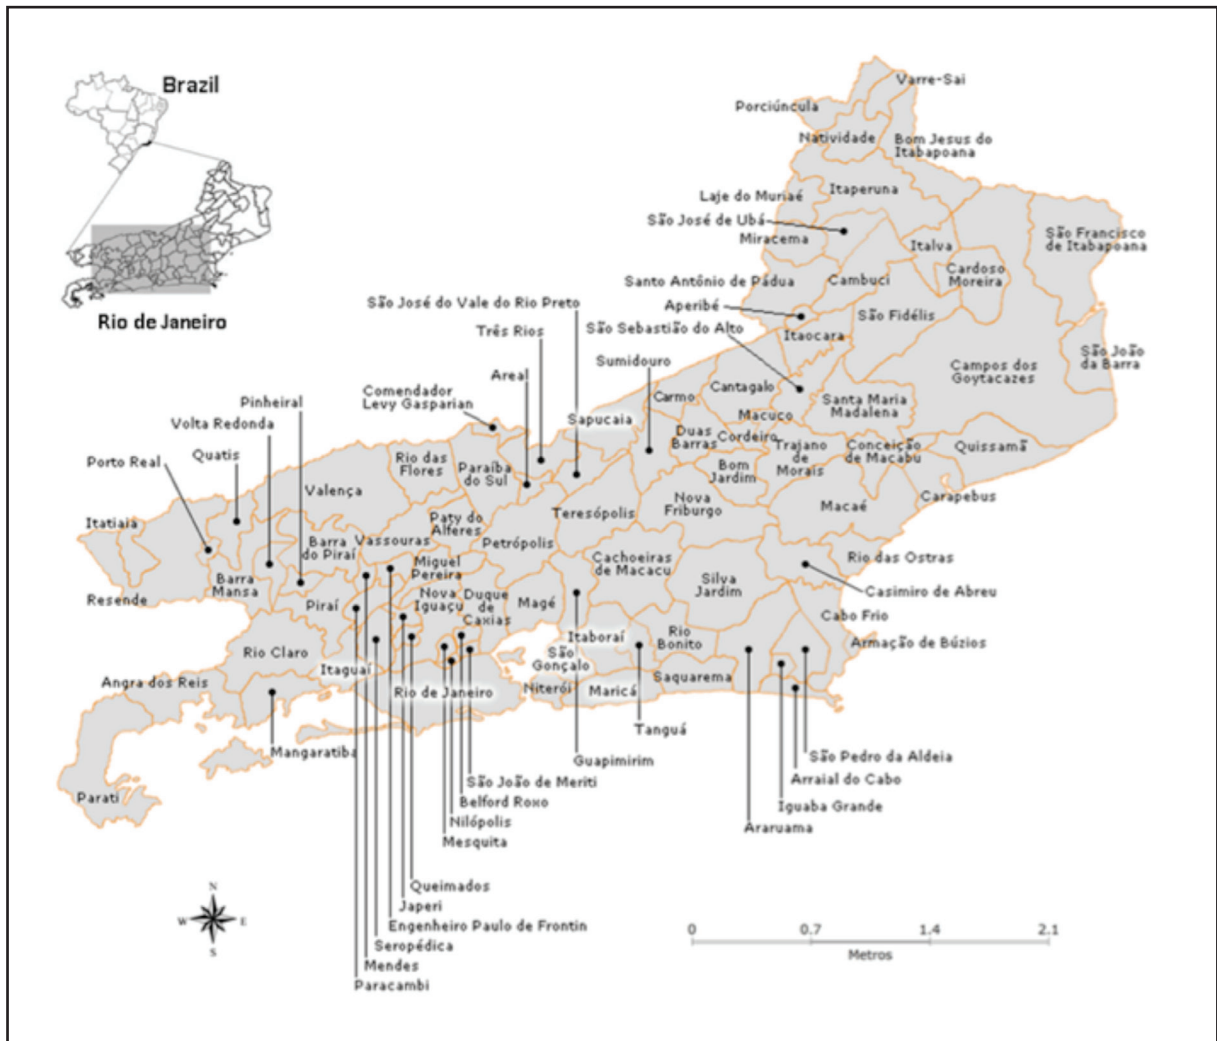 Brazil
Rio de Janeiro
Varre-Sai
Porciúncula
Natividade
Bom Jesus do
Itabapoana
Itaperuna
Laje do Muriaé
São José de Ubá
Miracema
Italva
São Francisco
de Itabapoana
Cardoso
Moreira
Santo Antônio de Pádua
Cambuci
Aperibé
São Fidélis
São José do Vale do Rio Preto
São Sebastião do Alto
Itaocara
Três Rios
Sumidouro
Campos dos
Goytacazes
São João
da Barra
Areal
Comendador
Levy Gasparian
Cantagalo
Carmo
Santa Maria
Madalena
Pinheiral
Sapucaia
Macuco
Volta Redonda
Duas
Barras
Cordeiro
Trajano
de
Morais
Conceição
de Macabu
Quissamã
Quatis
Porto Real
Rio das
Flores
Paraíba
do Sul
Bom
Jardim
Valença
Nova
Friburgo
Macaé
Carapebus
Teresópolis
Itatiaia
Paty do
Alferes
Barra
do Piraí
Vassouras
Petrópolis
Cachoeiras
de Macacu
Rio das Ostras
Miguel
Pereira
Barra
Mansa
Silva
Jardim
Casimiro de Abreu
Resende
Piraí
Nova
Iguaçu
Duque
de
Caxias
Magé
Cabo Frio
Itaboraí
Rio
Bonito
Armação de Búzios
Rio Claro
São
Gonçalo
Itaguaí
Saquarema
Angra dos Reis
Rio de Janeiro
Niterói
Maricá
Tanguá
Mangaratiba
Guapimirim
São Pedro da Aldeia
São João de Meriti
Arraial do Cabo
Parati
Belford Roxo
Iguaba Grande
Nilópolis
Araruama
Mesquita
Queimados
Japeri
Engenheiro Paulo de Frontin
Seropédica
Mendes
Paracambi
N
W
E
S
0 0.7 1.4 2.1
Metros